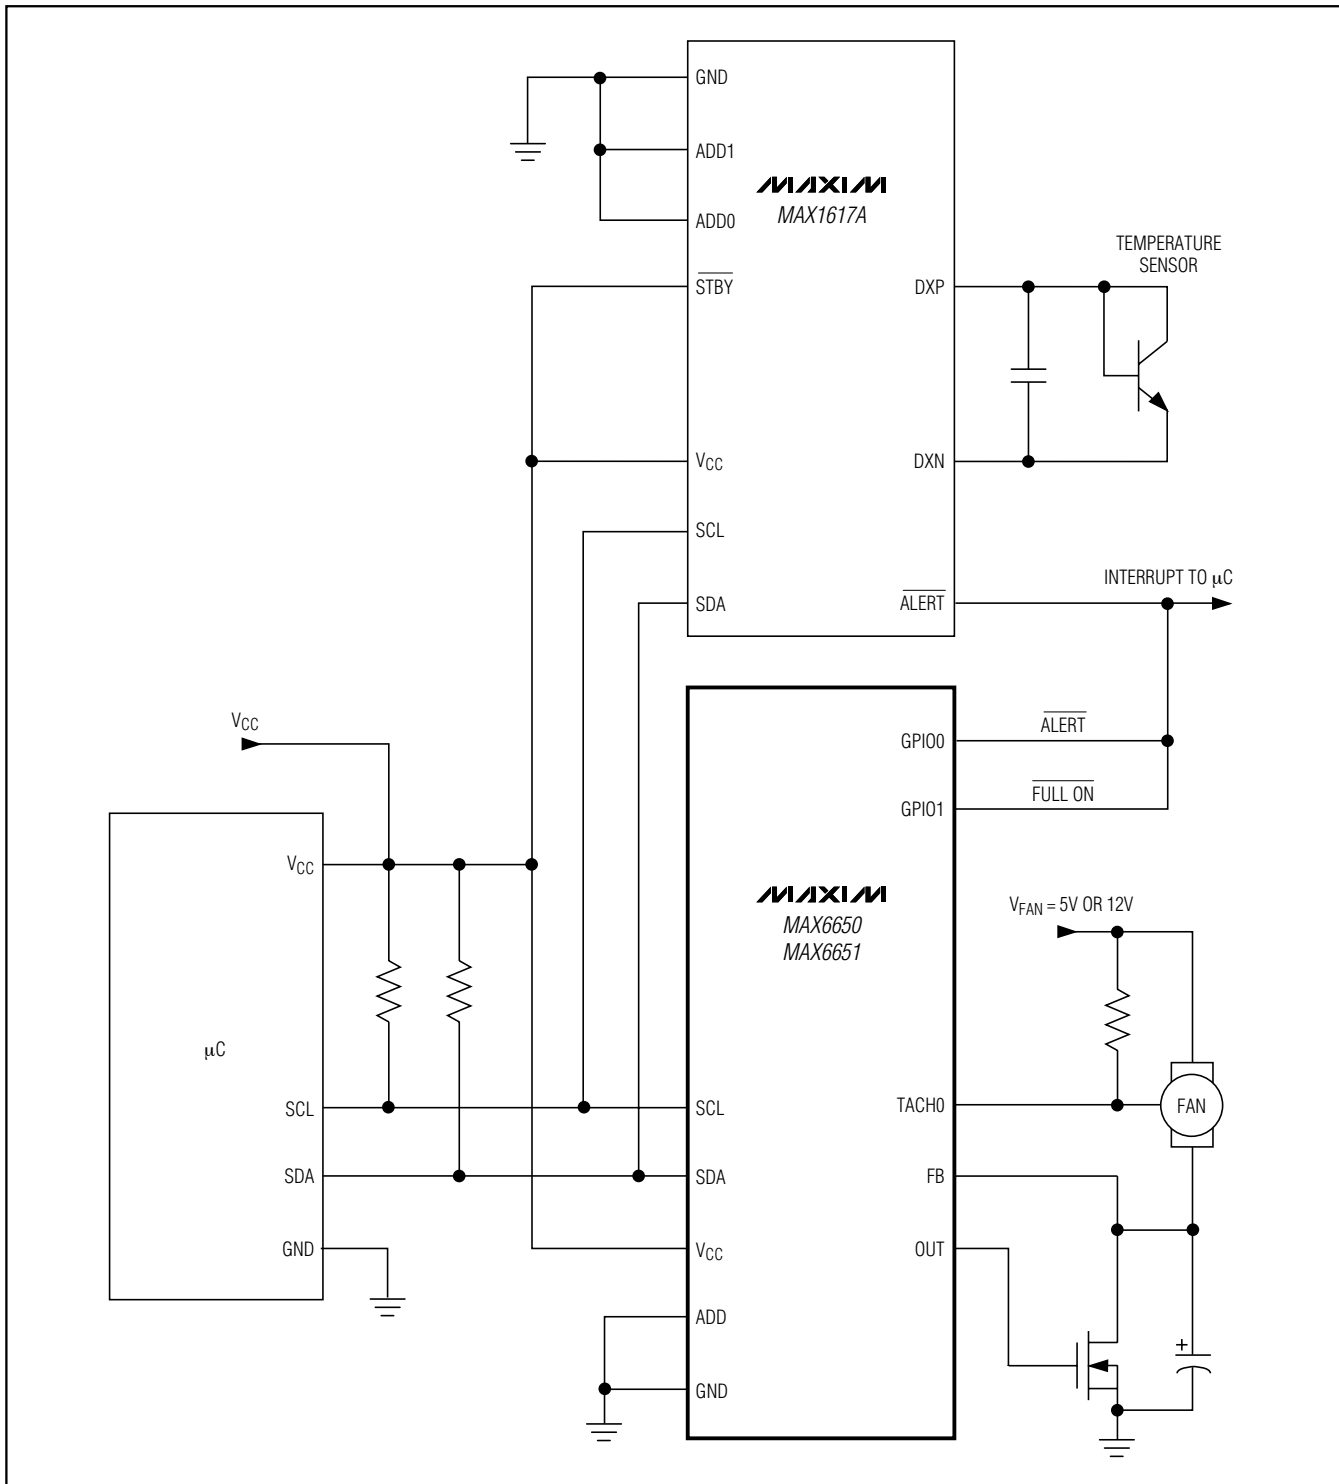 GND
ADD1
MAXIM
MAX1617A
ADD0
TEMPERATURE
SENSOR
STBY
DXP
VCC
DXN
SCL
INTERRUPT TO μC
SDA
ALERT
VCC
GPIO0
ALERT
GPIO1
FULL ON
VCC
MAXIM
MAX6650
MAX6651
VFAN = 5V OR 12V
μC
SCL
SCL
TACH0
FAN
SDA
SDA
FB
GND
VCC
OUT
ADD
+
GND